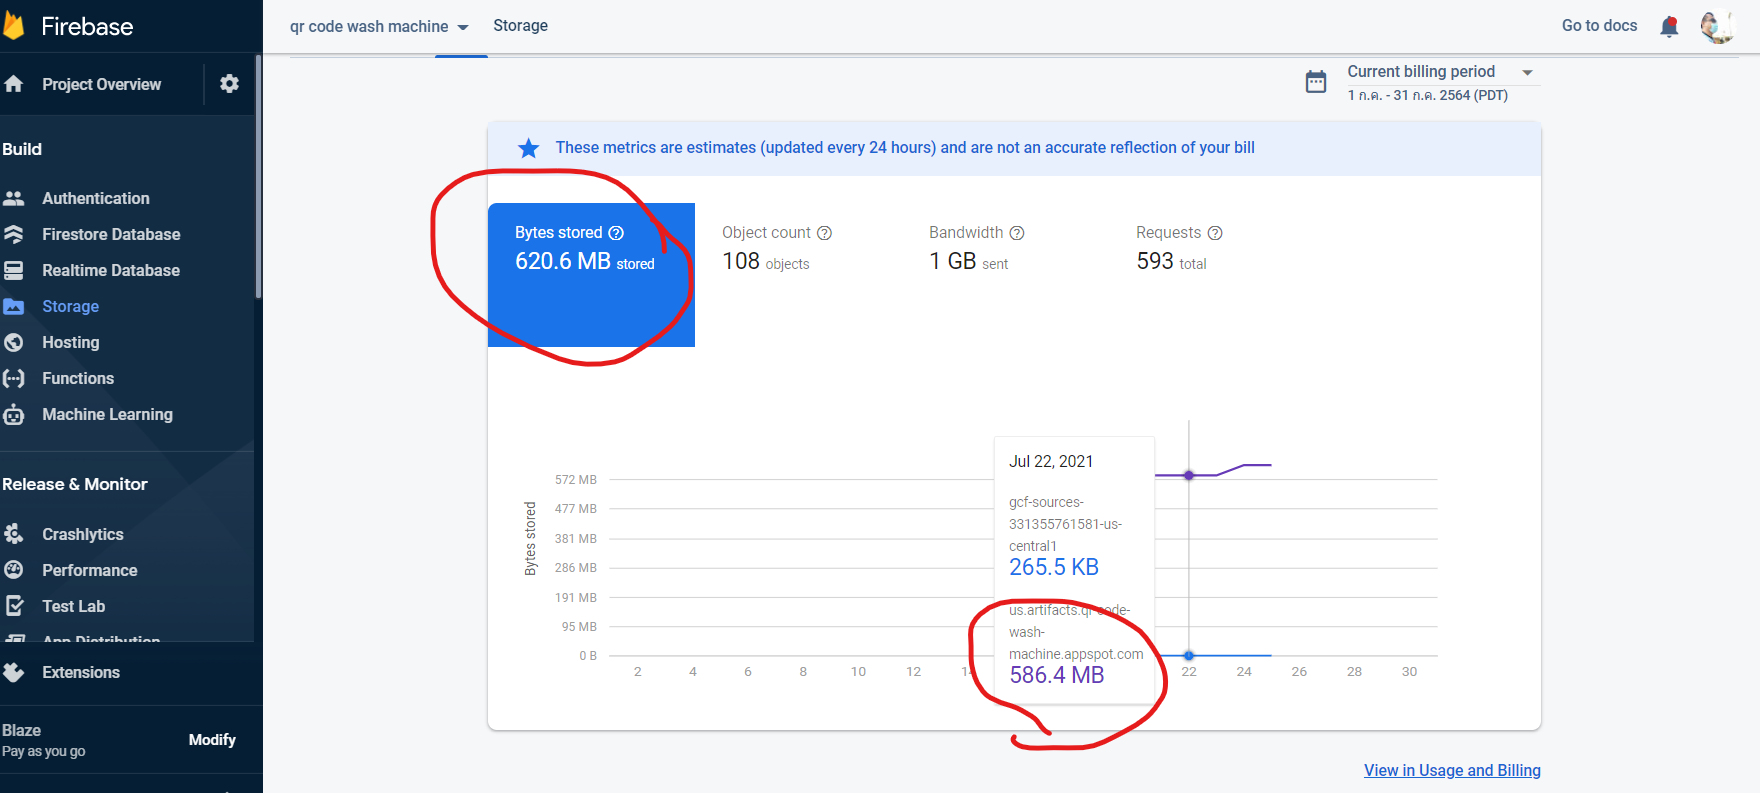 Firebase
qr code wash machine
Storage
Go to docs
Project Overview
Current billing period
1 ก.ค. - 31 ก.ค. 2564 (PDT)
These metrics are estimates (updated every 24 hours) and are not an accurate reflection of your bill
Build
Authentication
Firestore Database
Realtime Database
Storage
Hosting
Functions
Machine Learning
Release & Monitor
Crashlytics
Performance
Test Lab
App Distribution
Extensions
Blaze
Pay as you go
Modify
Bytes stored
620.6 MB stored
Object count
108 objects
Bandwidth
1 GB sent
Requests
593 total
Bytes stored
572 MB
477 MB
381 MB
286 MB
191 MB
95 MB
0 B
2 4 6 8 10 12 22 24 26 28 30
Jul 22, 2021
gcf-sources-
331355761581-us-
central1
265.5 KB
us.artifacts.qr-code-
wash-
machine.appspot.com
586.4 MB
View in Usage and Billing